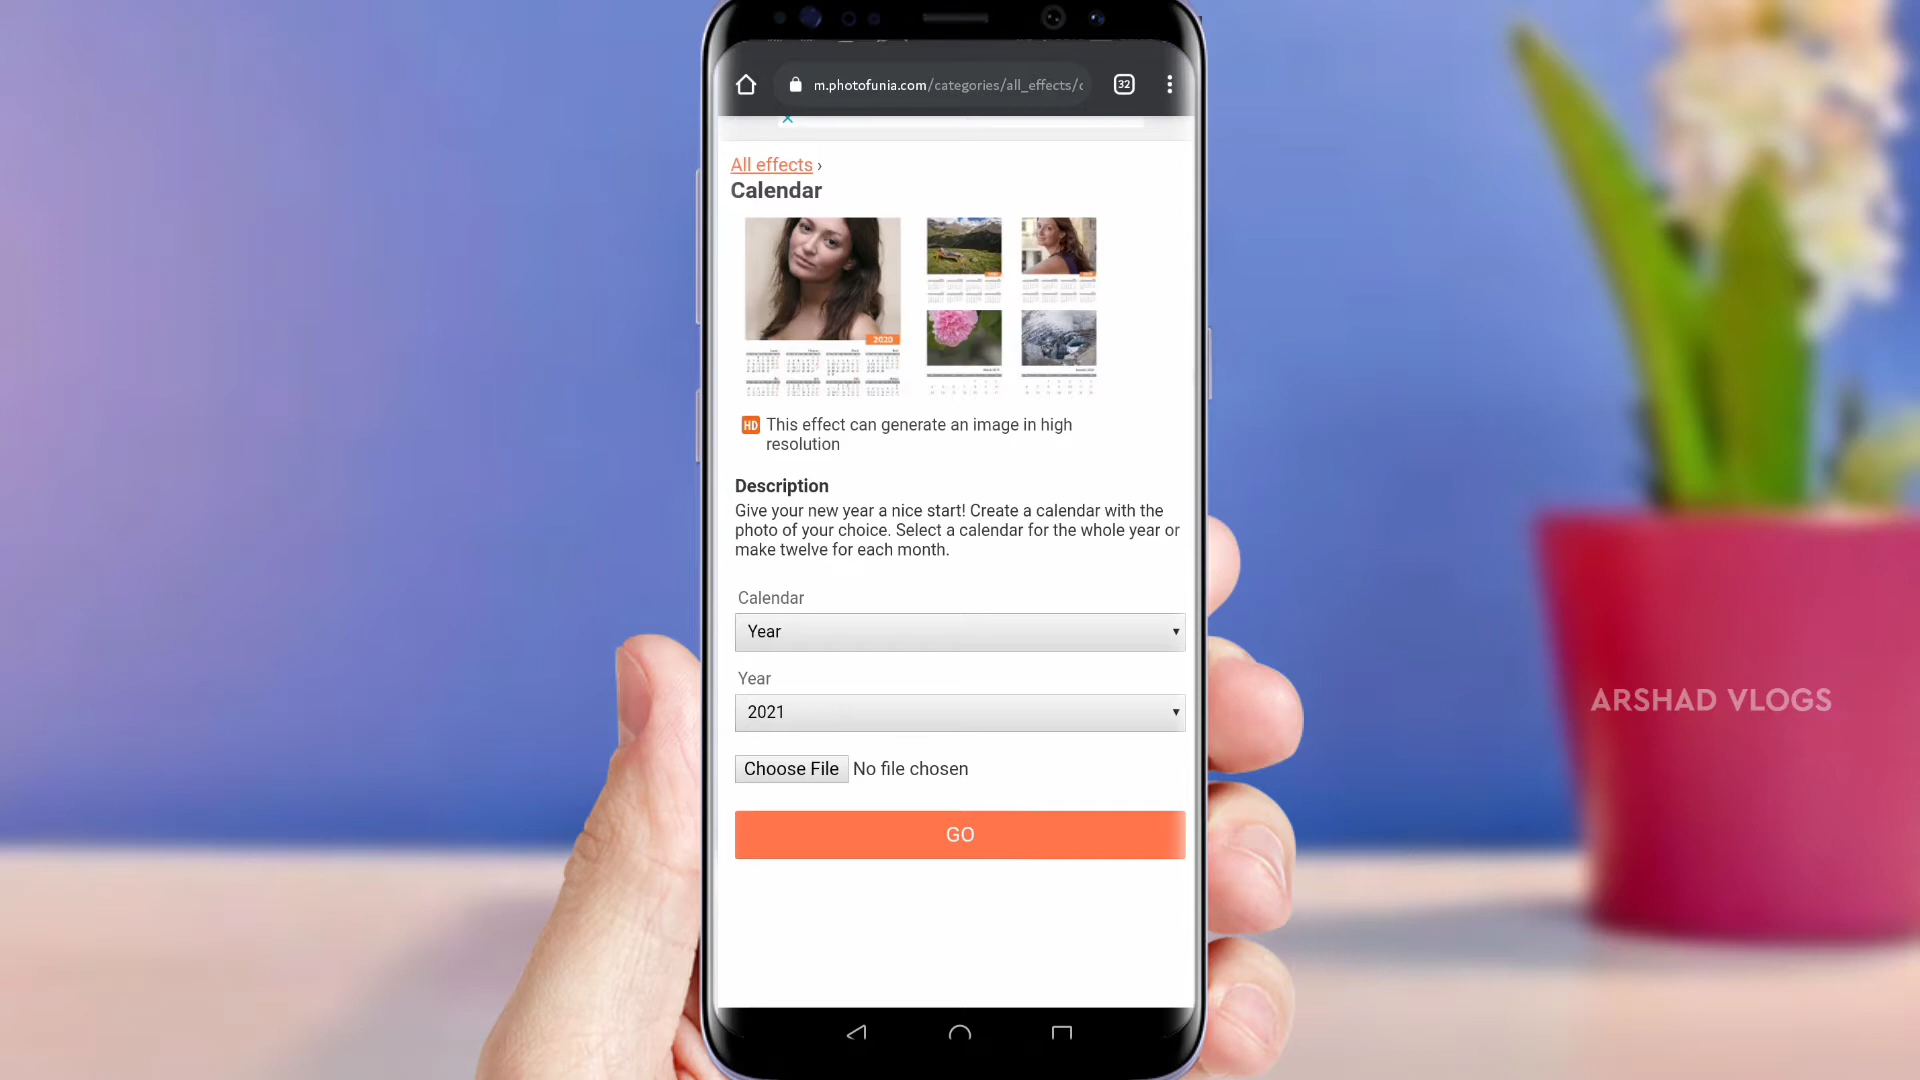 m.photofunia.com/categories/all_effects/c
32
All effects ›
Calendar
2020
HD This effect can generate an image in high
resolution
Description
Give your new year a nice start! Create a calendar with the
photo of your choice. Select a calendar for the whole year or
make twelve for each month.
Calendar
Year
Year
2021
Choose File No file chosen
GO
ARSHAD VLOGS